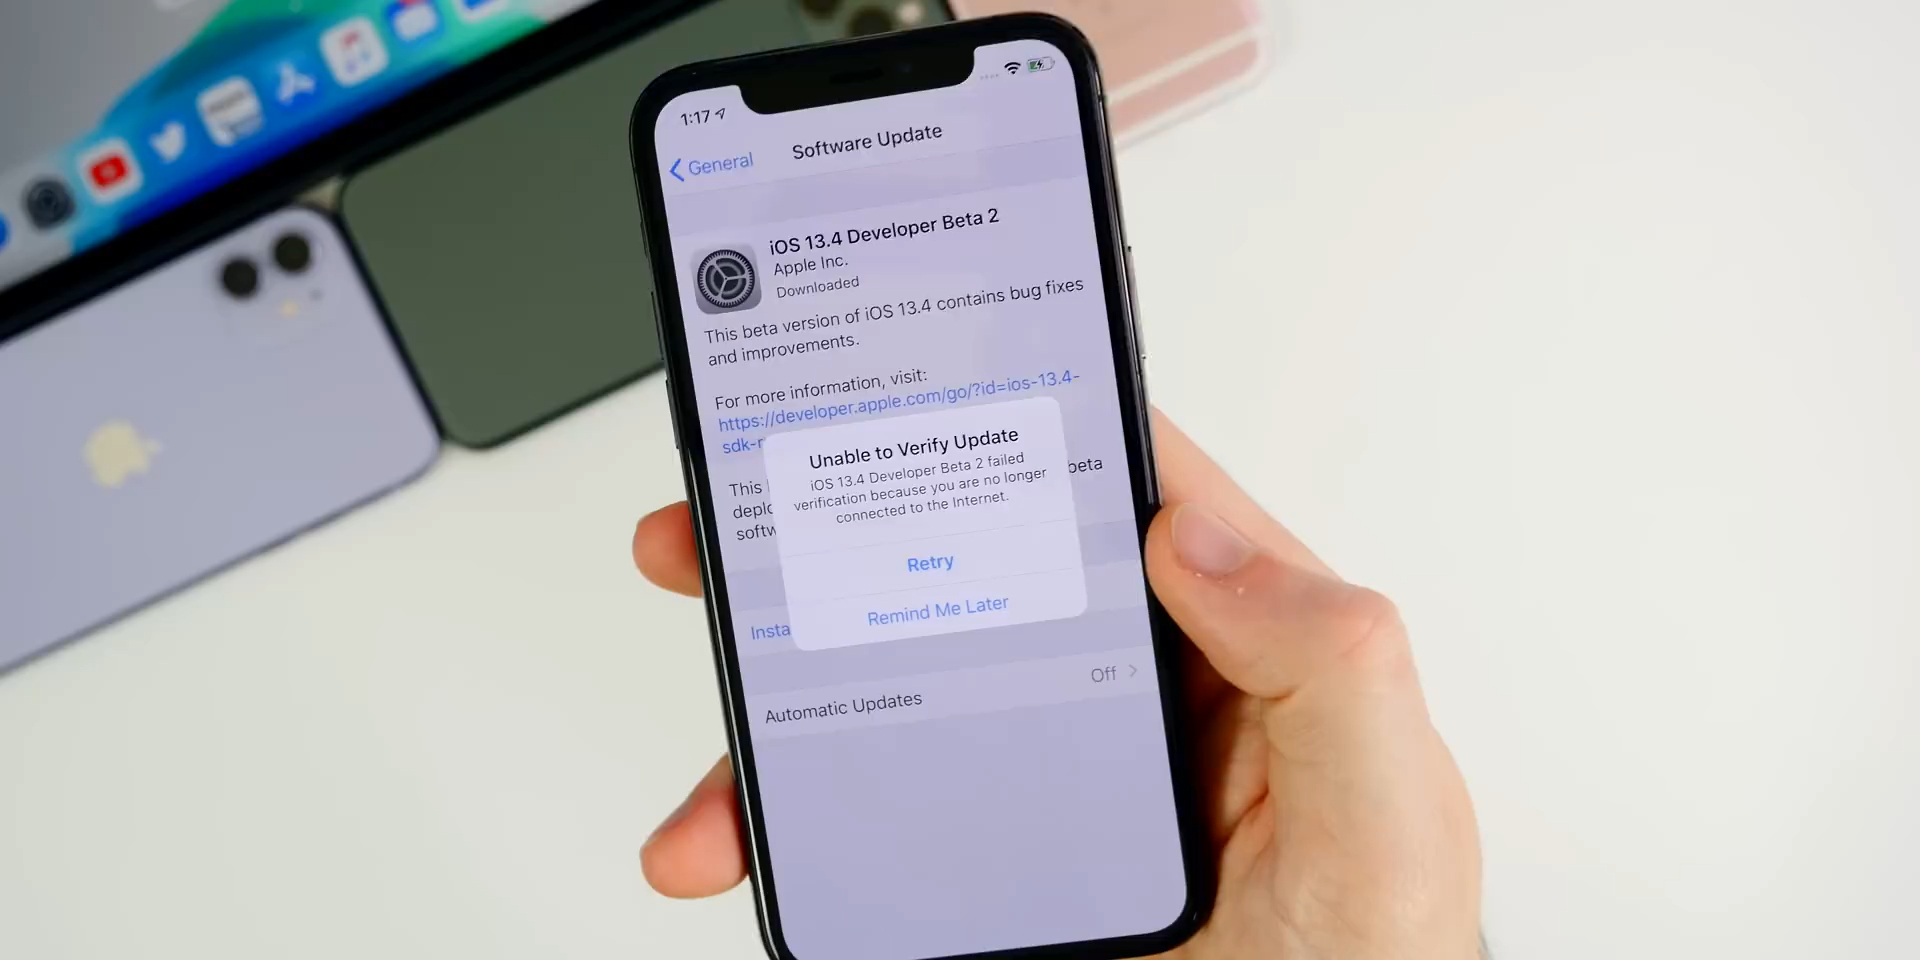 1:17
General
Software Update
iOS 13.4 Developer Beta 2
Apple Inc.
Downloaded
This beta version of iOS 13.4 contains bug fixes
and improvements.
For more information, visit:
https://developer.apple.com/go/?id=ios-13.4-
sdk-r
Unable to Verify Update
iOS 13.4 Developer Beta 2 failed
verification because you are no longer
connected to the Internet.
This beta
deplo
softw
Retry
Remind Me Later
Insta
Automatic Updates Off